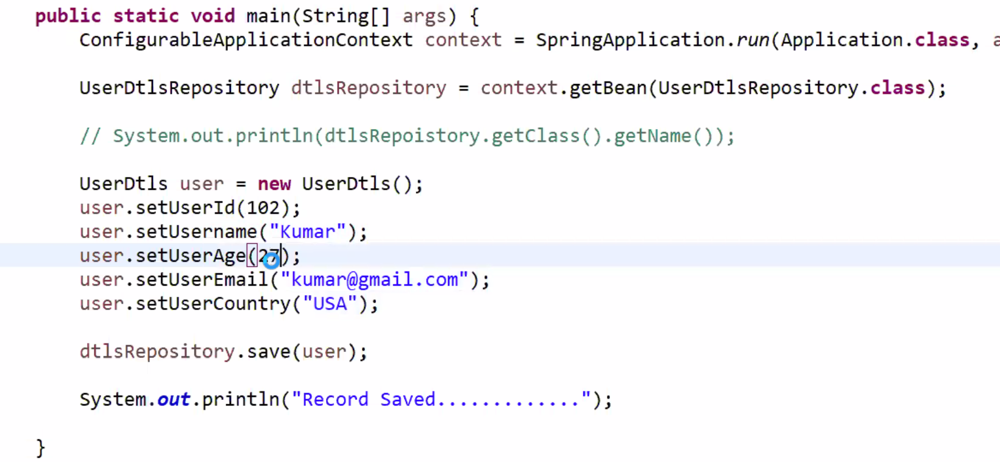 public static void main(String[] args) {
ConfigurableApplicationContext context = SpringApplication.run(Application.class, a
UserDtlsRepository dtlsRepository = context.getBean(UserDtlsRepository.class);
// System.out.println(dtlsRepoistory.getClass().getName());
UserDtls user = new UserDtls();
user.setUserId(102);
user.setUsername("Kumar");
user.setUserAge(27);
user.setUserEmail("kumar@gmail.com");
user.setUserCountry("USA");
dtlsRepository.save(user);
System.out.println("Record Saved.............");
}